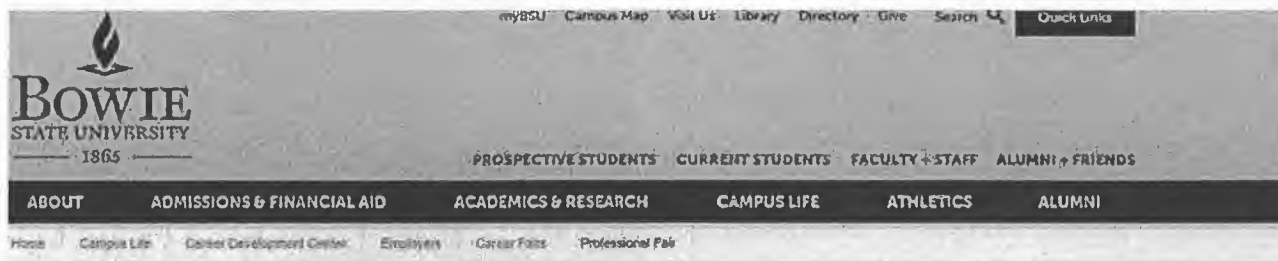 myBSU Campus Map Visit Us Library Directory Give Search Quick Links
BOWIE
STATE UNIVERSITY
1865
PROSPECTIVE STUDENTS CURRENT STUDENTS FACULTY + STAFF ALUMNI + FRIENDS
ABOUT ADMISSIONS & FINANCIAL AID ACADEMICS & RESEARCH CAMPUS LIFE ATHLETICS ALUMNI
Home Campus Life Career Development Center Employers Career Fairs Professional Fair